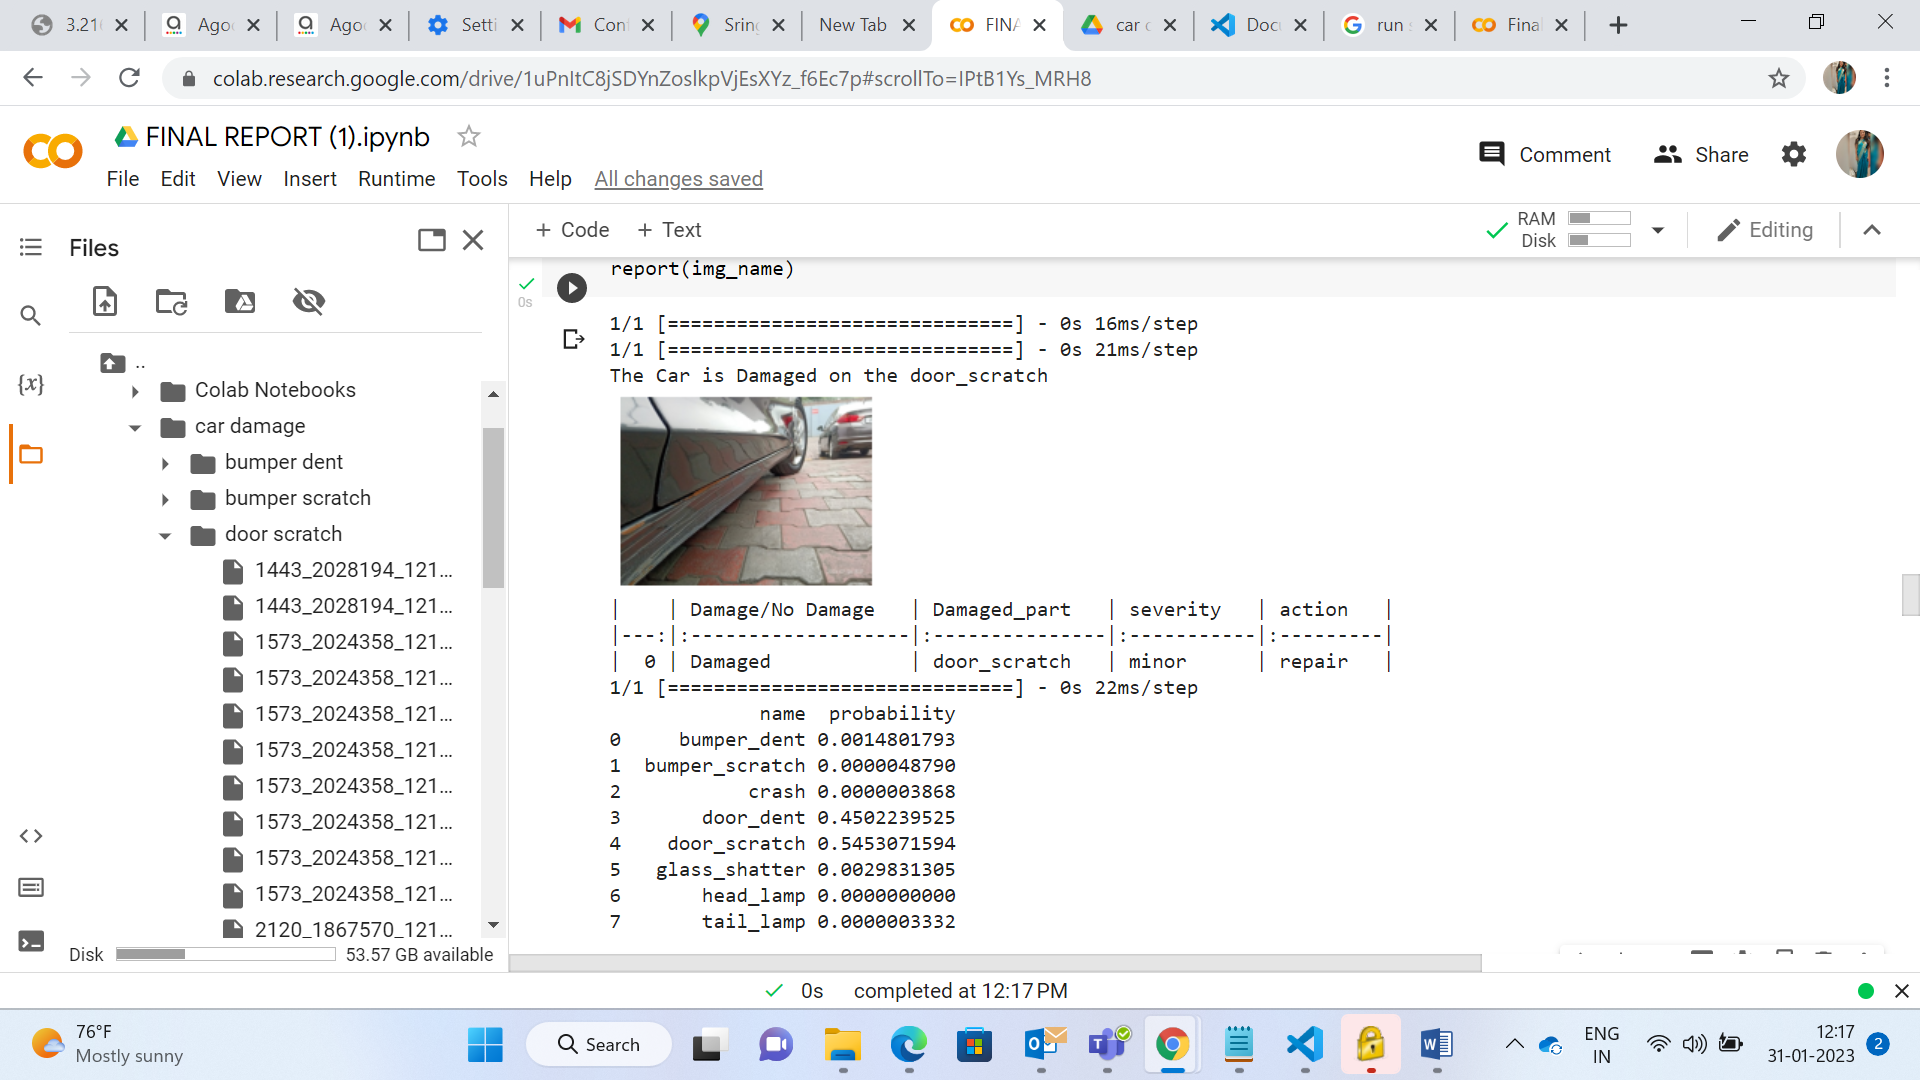 3.216
Ago
Ago
Setti
Con
Sring
New Tab
FINA
car
Doc
run
Final
colab.research.google.com/drive/1uPnItC8jSDYnZoslkpVjEsXYz_f6Ec7p#scrollTo=IPtB1Ys_MRH8
FINAL REPORT (1).ipynb
File Edit View Insert Runtime Tools Help All changes saved
Comment
Share
Files
+ Code + Text
RAM
Disk
Editing
..
Colab Notebooks
car damage
bumper dent
bumper scratch
door scratch
1443_2028194_121...
1443_2028194_121...
1573_2024358_121...
1573_2024358_121...
1573_2024358_121...
1573_2024358_121...
1573_2024358_121...
1573_2024358_121...
1573_2024358_121...
1573_2024358_121...
2120_1867570_121...
Disk 53.57 GB available
0s
report(img_name)
1/1 [==============================] - 0s 16ms/step
1/1 [==============================] - 0s 21ms/step
The Car is Damaged on the door_scratch
|    | Damage/No Damage   | Damaged_part   | severity   | action   |
|---:|:-------------------|:---------------|:-----------|:---------|
|  0 | Damaged            | door_scratch   | minor      | repair   |
1/1 [==============================] - 0s 22ms/step
name probability
0 bumper_dent 0.0014801793
1 bumper_scratch 0.0000048790
2 crash 0.0000003868
3 door_dent 0.4502239525
4 door_scratch 0.5453071594
5 glass_shatter 0.0029831305
6 head_lamp 0.0000000000
7 tail_lamp 0.0000003332
0s completed at 12:17 PM
76°F
Mostly sunny
Search
ENG
IN
12:17
31-01-2023
2